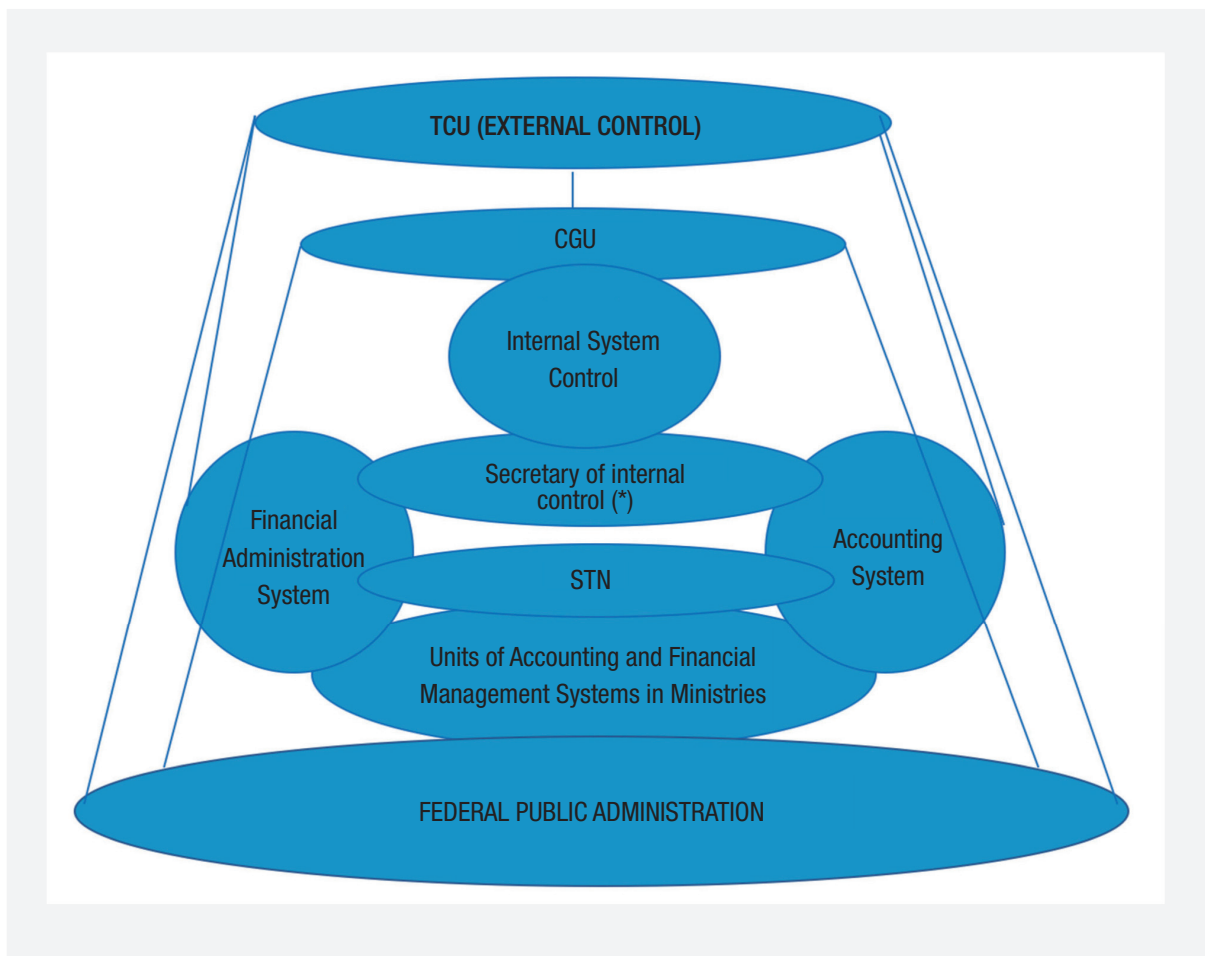 TCU (EXTERNAL CONTROL)
CGU
Internal System
Control
Secretary of internal
control (*)
Financial
Administration
System
Accounting
System
STN
Units of Accounting and Financial
Management Systems in Ministries
FEDERAL PUBLIC ADMINISTRATION